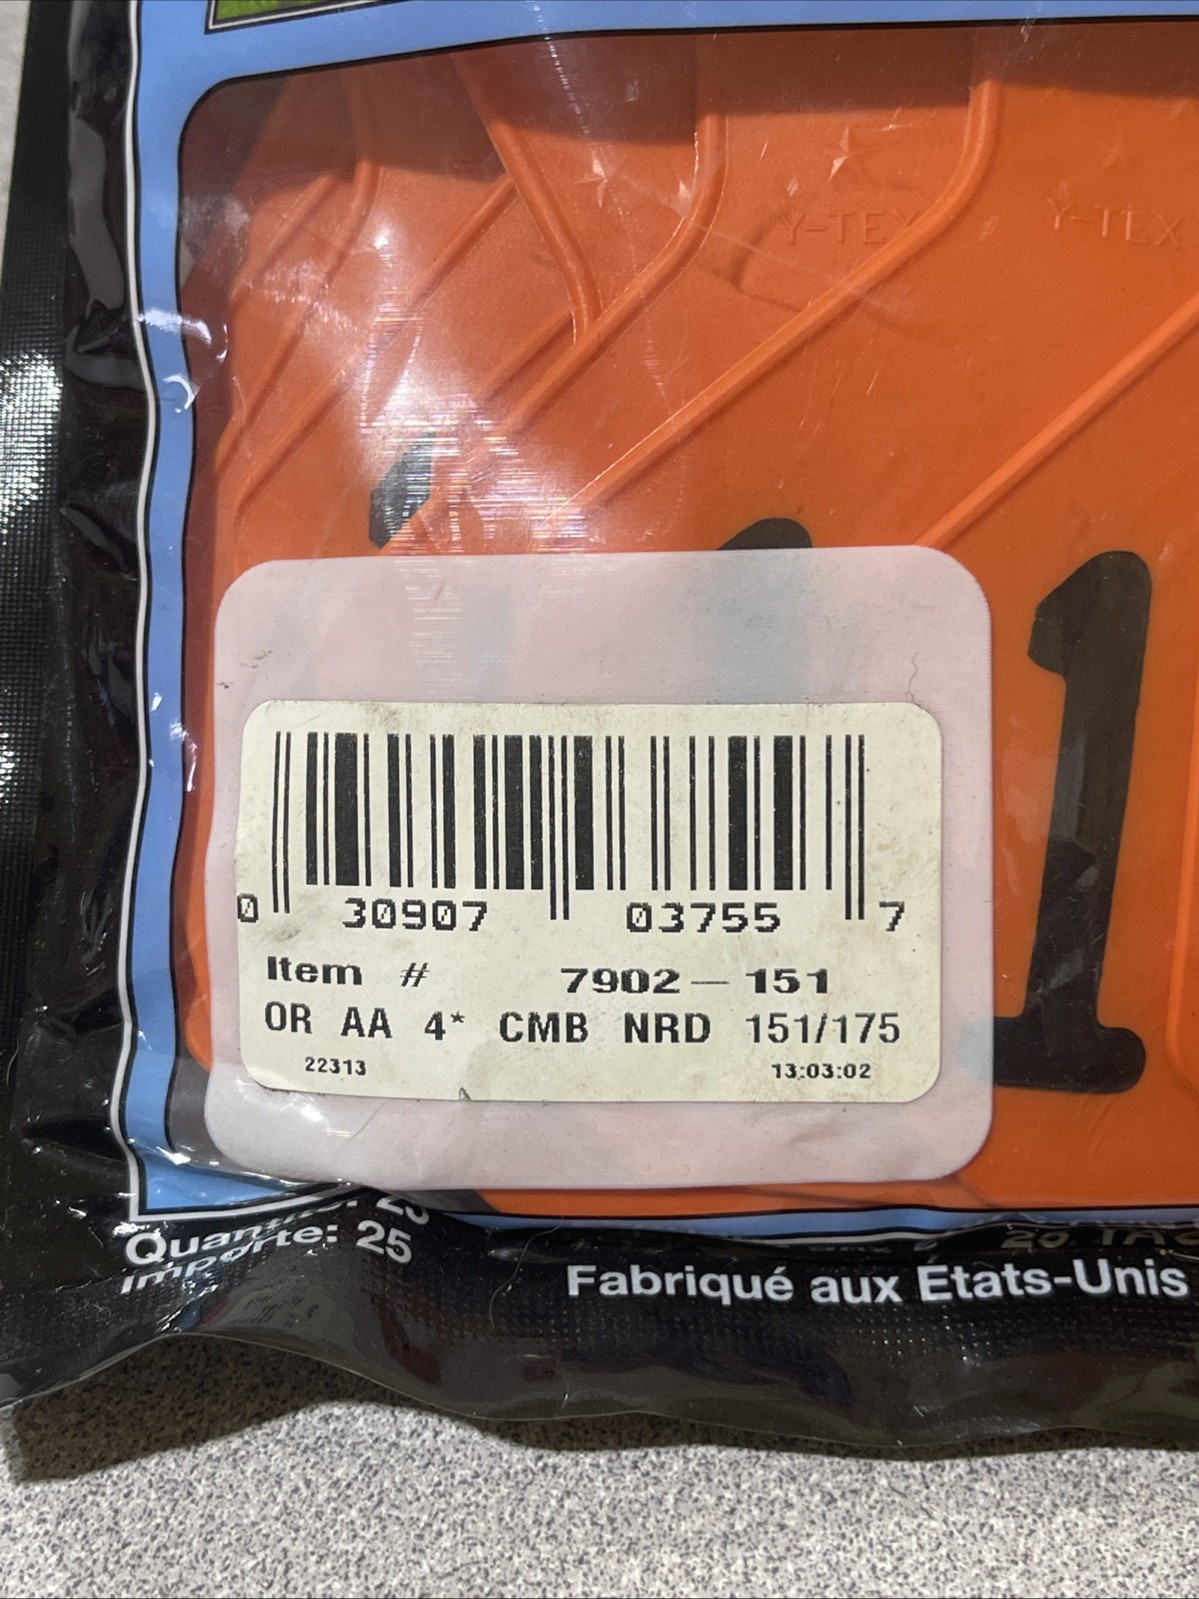 Y-TEX Y-TEX
1
0 30907 03755 7
Item # 7902-151
OR AA 4* CMB NRD 151/175
22313 13:03:02
Importe: 25
Fabriqué aux Etats-Unis